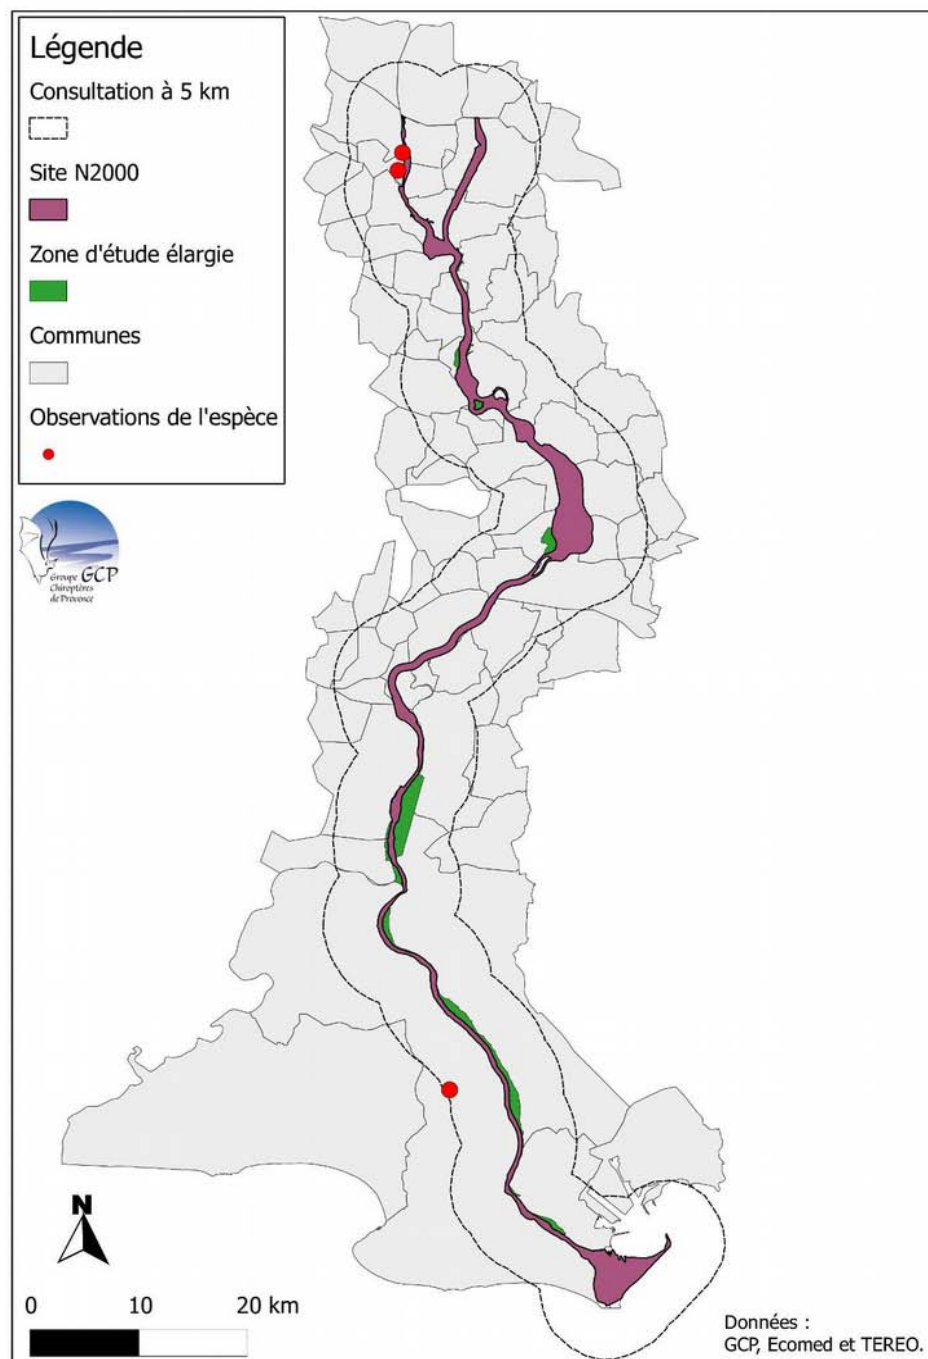 Légende
Consultation à 5 km
Site N2000
Zone d'étude élargie
Communes
Observations de l'espèce
Groupe GCP
Chiroptères
de Provence
N
0 10 20 km
Données :
GCP, Ecomed et TEREO.